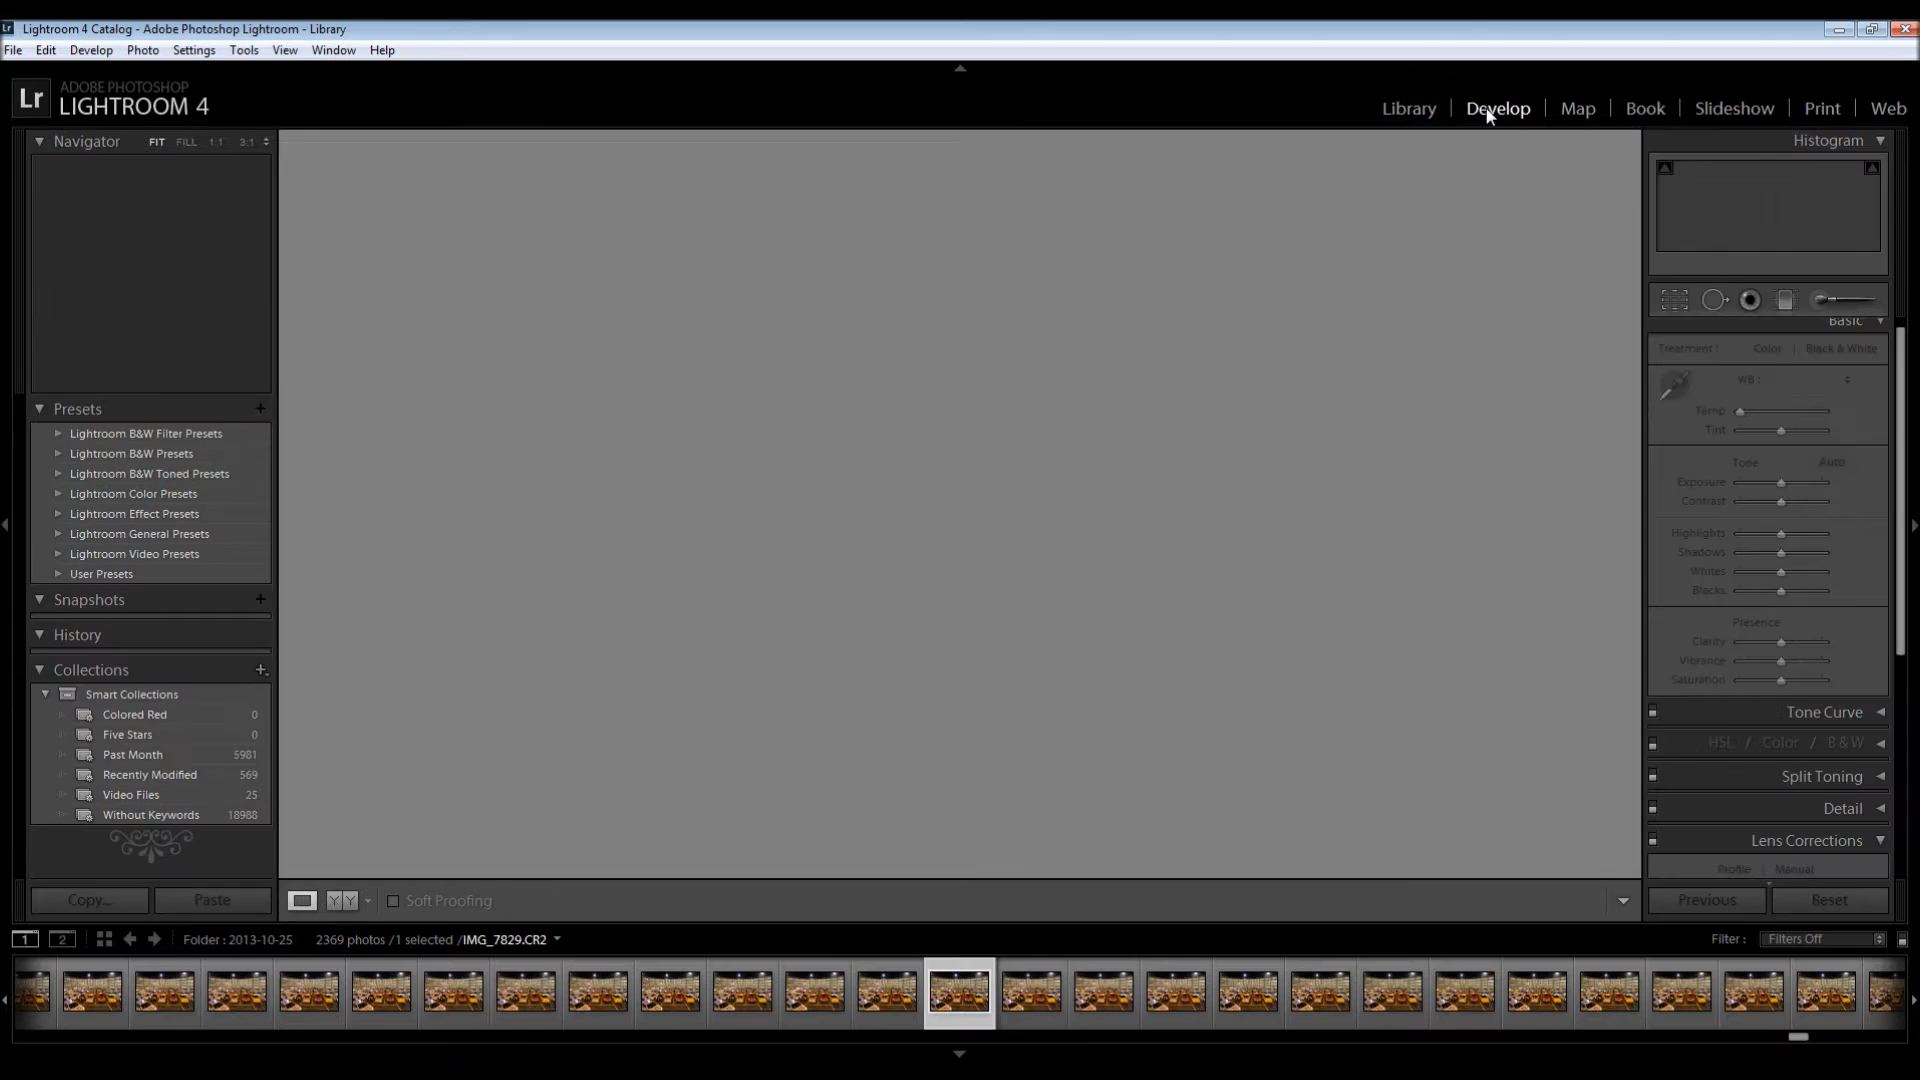 Lightroom 4 Catalog - Adobe Photoshop Lightroom - Library
File Edit Develop Photo Settings Tools View Window Help
Lr ADOBE PHOTOSHOP
LIGHTROOM 4
Library | Develop | Map | Book | Slideshow | Print | Web
Navigator FIT FILL 1:1 3:1
Histogram
Basic
Treatment : Color | Black & White
WB :
Temp
Tint
Tone Auto
Exposure
Contrast
Highlights
Shadows
Whites
Blacks
Presence
Clarity
Vibrance
Saturation
Tone Curve
HSL / Color / B & W
Split Toning
Detail
Lens Corrections
Profile | Manual
Previous Reset
Presets +
Lightroom B&W Filter Presets
Lightroom B&W Presets
Lightroom B&W Toned Presets
Lightroom Color Presets
Lightroom Effect Presets
Lightroom General Presets
Lightroom Video Presets
User Presets
Snapshots +
History
Collections +
Smart Collections
Colored Red 0
Five Stars 0
Past Month 5981
Recently Modified 569
Video Files 25
Without Keywords 18988
Copy... Paste
Y Y Soft Proofing
1 2 Folder : 2013-10-25 2369 photos /1 selected /IMG_7829.CR2
Filter : Filters Off